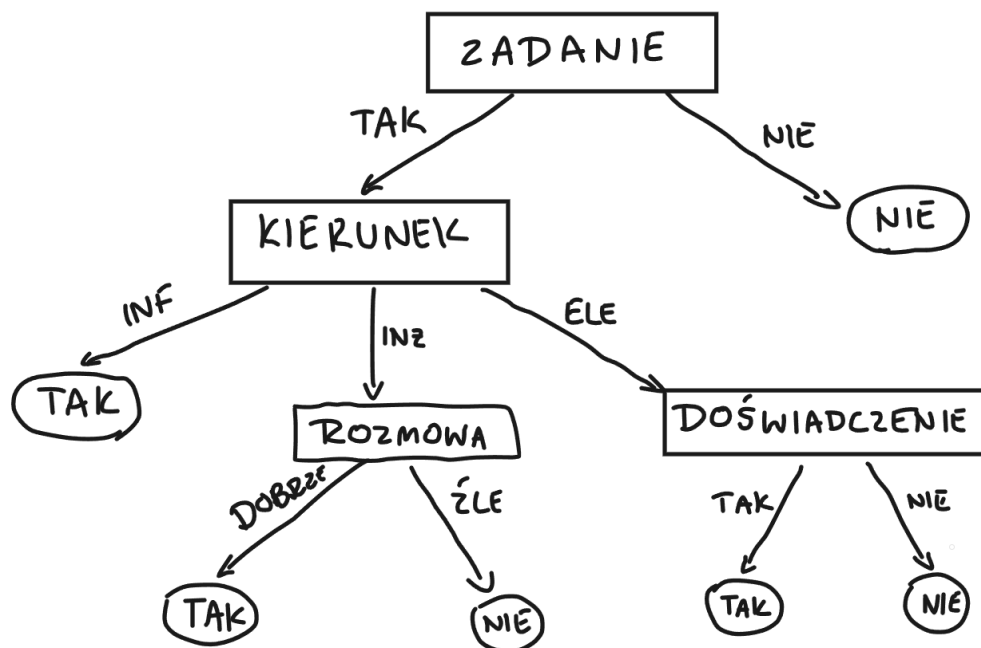 ZADANIE
TAK
NIE
KIERUNEK
NIE
INF
INZ
ELE
TAK
ROZMOWA
DOŚWIADCZENIE
DOBRZE
ŹLE
TAK
NIE
TAK
NIE
TAK
NIE